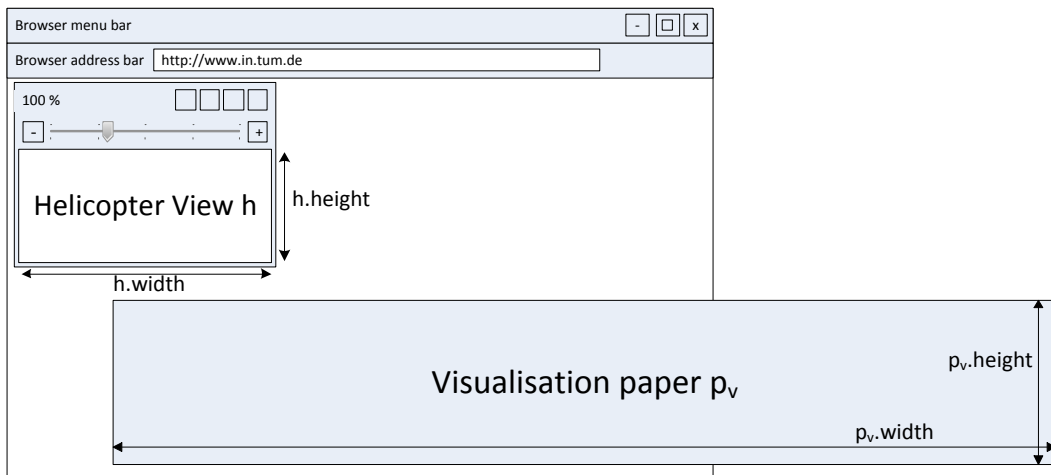 Browser menu bar
- x
Browser address bar http://www.in.tum.de
100 %
- +
Helicopter View h
h.height
h.width
pᵥ.height
Visualisation paper pᵥ
pᵥ.width